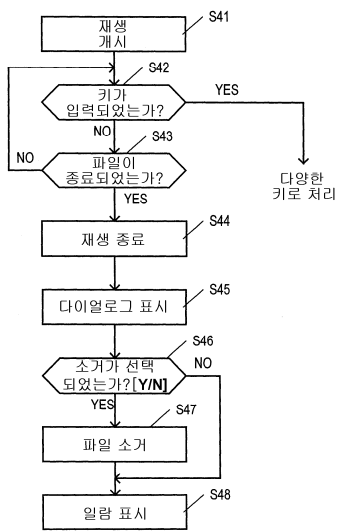 S41
재생
개시
S42
키가
입력되었는가?
YES
NO
S43
파일이
종료되었는가?
NO
YES
다양한
키로 처리
S44
재생 종료
S45
다이얼로그 표시
S46
소거가 선택
되었는가?[Y/N]
NO
YES
S47
파일 소거
S48
일람 표시